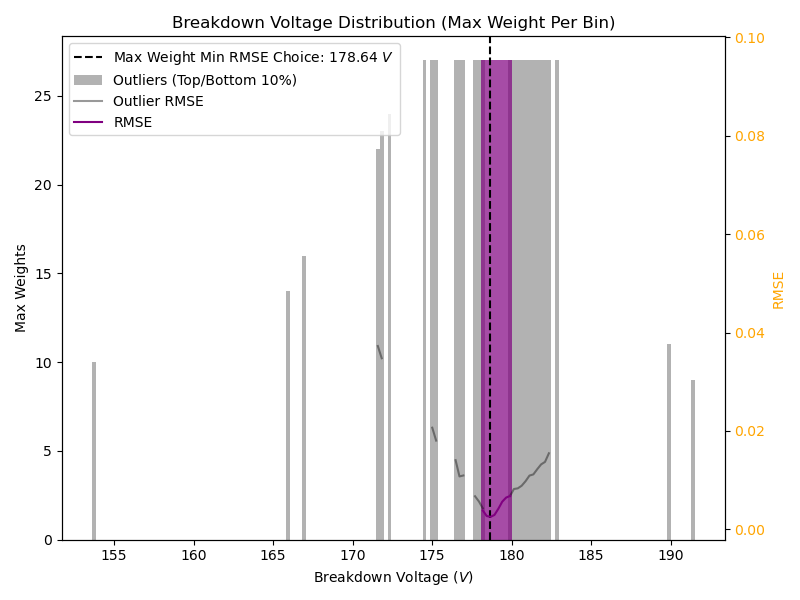 Breakdown Voltage Distribution (Max Weight Per Bin)
Max Weight Min RMSE Choice: 178.64 V
Outliers (Top/Bottom 10%)
Outlier RMSE
RMSE
Max Weights
25
20
15
10
5
0
0.10
0.08
0.06
0.04
0.02
0.00
RMSE
155 160 165 170 175 180 185 190
Breakdown Voltage (V)